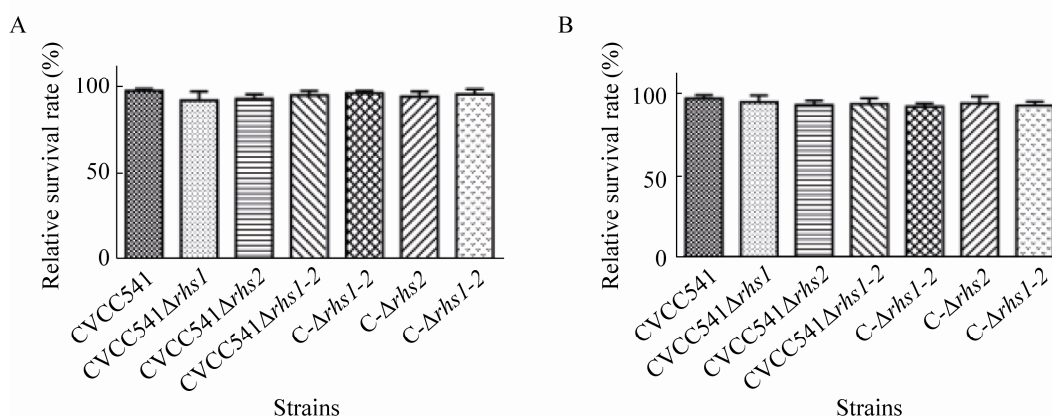 A
Relative survival rate (%)
100
50
0
CVCC541
CVCC541Δrhs1
CVCC541Δrhs2
CVCC541Δrhs1-2
C-Δrhs1-2
C-Δrhs2
C-Δrhs1-2
Strains
B
Relative survival rate (%)
100
50
0
CVCC541
CVCC541Δrhs1
CVCC541Δrhs2
CVCC541Δrhs1-2
C-Δrhs1-2
C-Δrhs2
C-Δrhs1-2
Strains